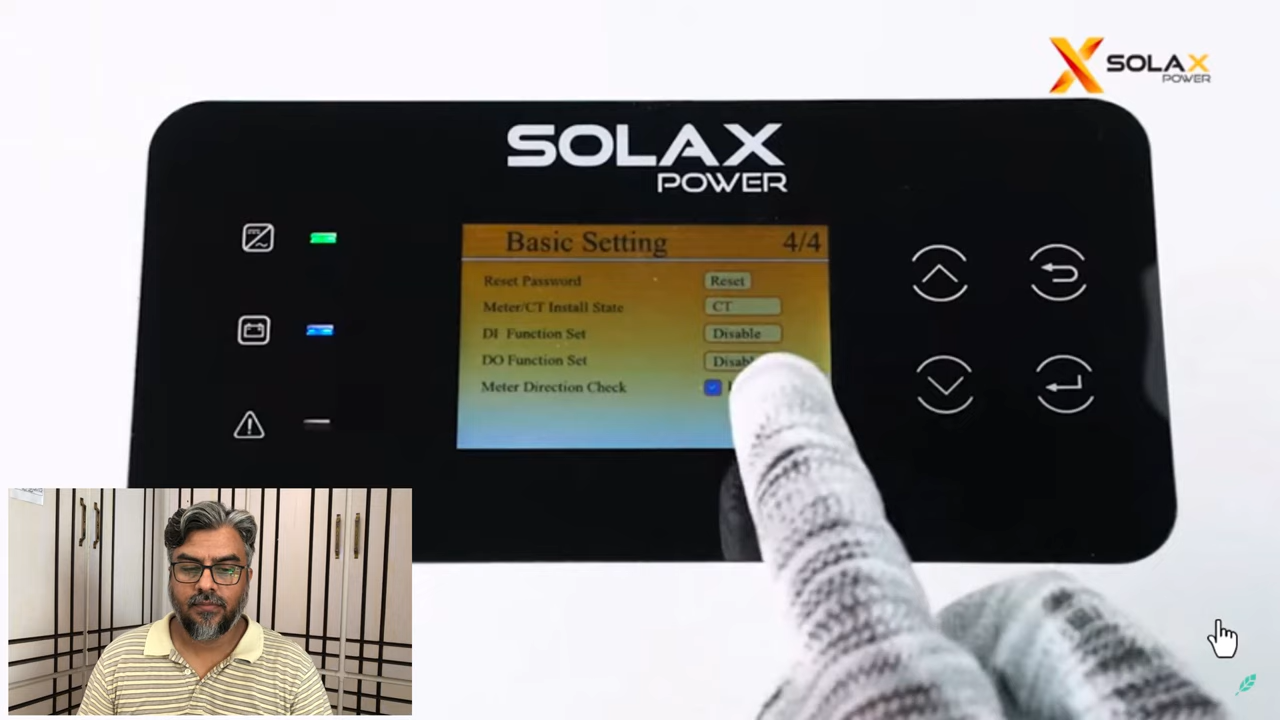 SOLAX
POWER
SOLAX
POWER
Basic Setting 4/4
Reset Password Reset
Meter/CT Install State CT
DI Function Set Disable
DO Function Set
Meter Direction Check